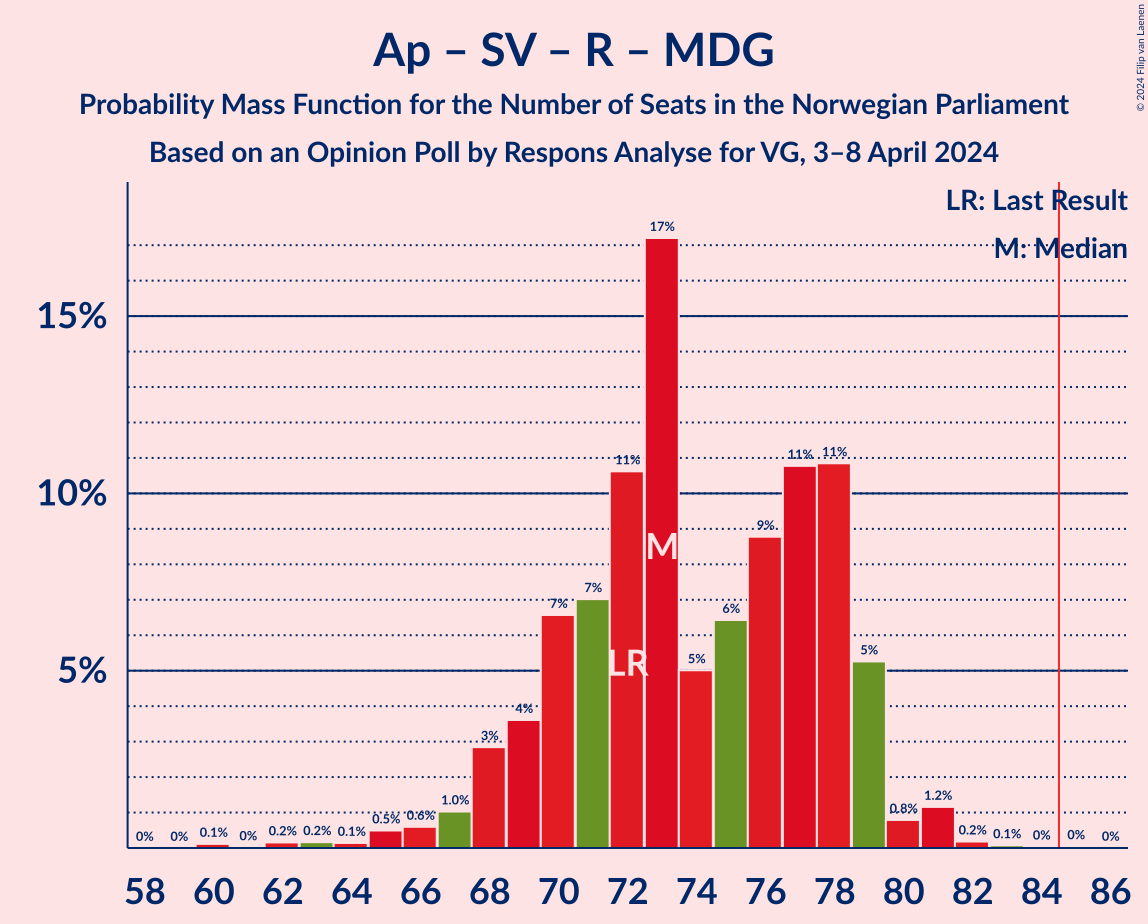 Ap – SV – R – MDG
Probability Mass Function for the Number of Seats in the Norwegian Parliament
Based on an Opinion Poll by Respons Analyse for VG, 3–8 April 2024
© 2024 Filip van Laenen
LR: Last Result
M: Median
17%
15%
11% 11% 11%
10%
9%
M
7% 7%
6%
LR
5% 5% 5%
4%
3%
0% 0% 0.1% 0% 0.2% 0.2% 0.1% 0.5% 0.6% 1.0% 0.8% 1.2% 0.2% 0.1% 0% 0% 0%
58 60 62 64 66 68 70 72 74 76 78 80 82 84 86